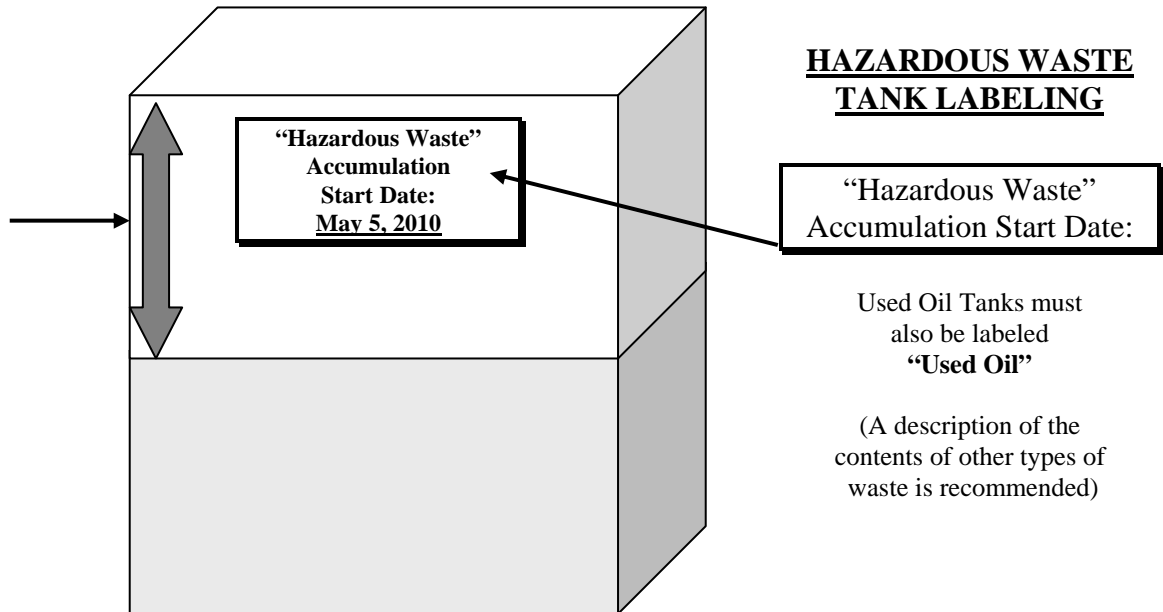 HAZARDOUS WASTE
TANK LABELING
“Hazardous Waste”
Accumulation
Start Date:
May 5, 2010
“Hazardous Waste”
Accumulation Start Date:
Used Oil Tanks must
also be labeled
“Used Oil”
(A description of the
contents of other types of
waste is recommended)